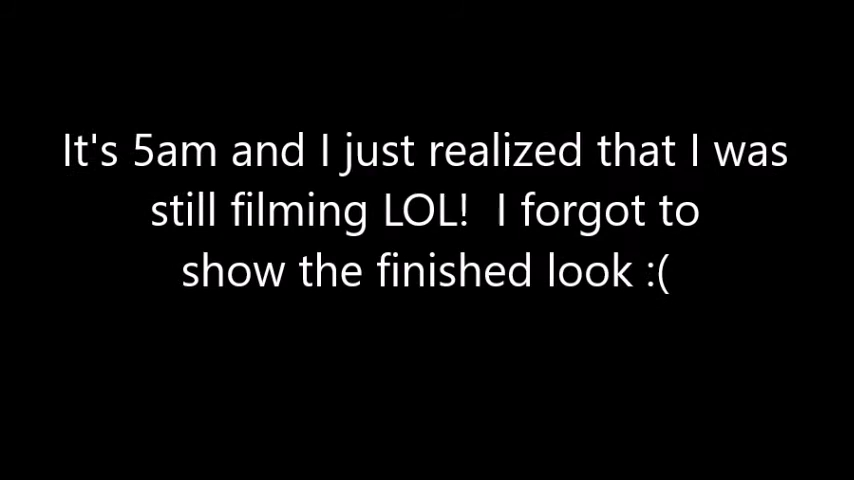 It's 5am and I just realized that I was
still filming LOL!  I forgot to
show the finished look :(